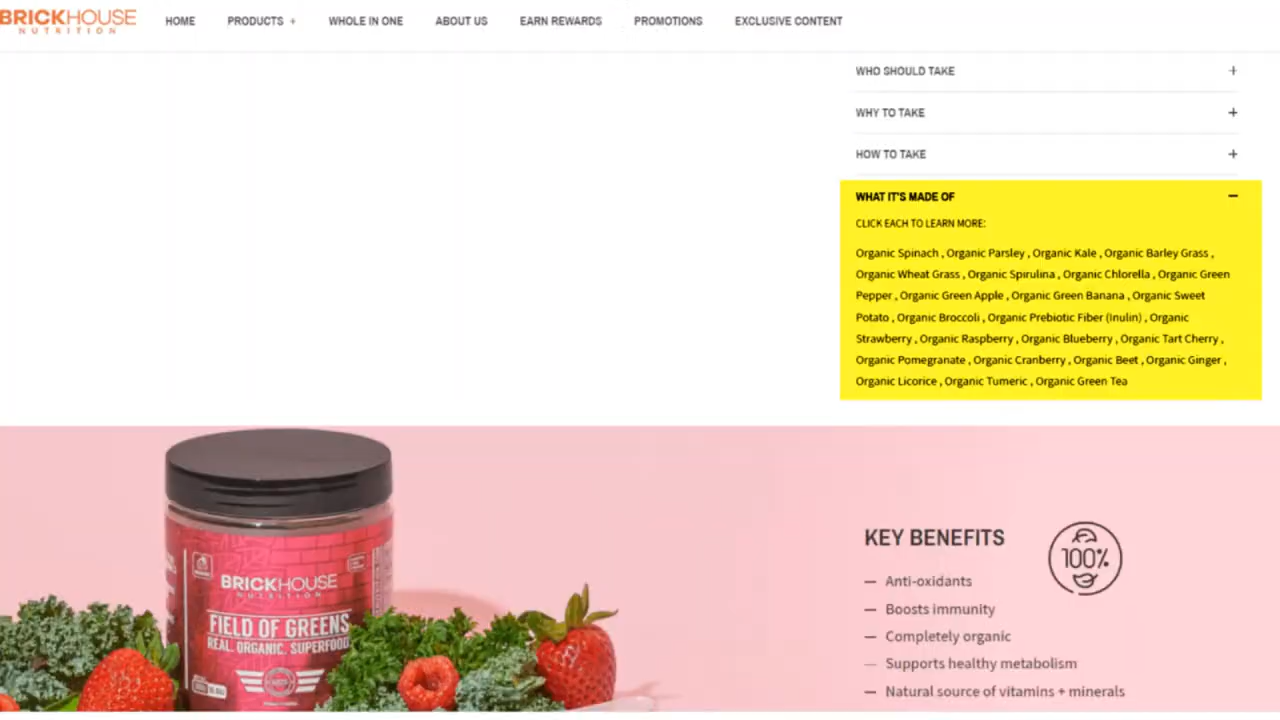 BRICKHOUSE
NUTRITION
HOME PRODUCTS + WHOLE IN ONE ABOUT US EARN REWARDS PROMOTIONS EXCLUSIVE CONTENT
WHO SHOULD TAKE +
WHY TO TAKE +
HOW TO TAKE +
WHAT IT'S MADE OF −
CLICK EACH TO LEARN MORE:
Organic Spinach , Organic Parsley , Organic Kale , Organic Barley Grass ,
Organic Wheat Grass , Organic Spirulina , Organic Chlorella , Organic Green
Pepper , Organic Green Apple , Organic Green Banana , Organic Sweet
Potato , Organic Broccoli , Organic Prebiotic Fiber (Inulin) , Organic
Strawberry , Organic Raspberry , Organic Blueberry , Organic Tart Cherry ,
Organic Pomegranate , Organic Cranberry , Organic Beet , Organic Ginger ,
Organic Licorice , Organic Tumeric , Organic Green Tea
BRICKHOUSE
NUTRITION
FIELD OF GREENS
REAL. ORGANIC. SUPERFOOD
KEY BENEFITS
100%
— Anti-oxidants
— Boosts immunity
— Completely organic
— Supports healthy metabolism
— Natural source of vitamins + minerals